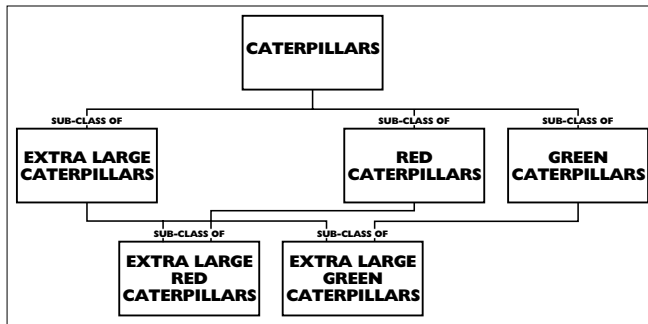 CATERPILLARS
SUB-CLASS OF SUB-CLASS OF SUB-CLASS OF
EXTRA LARGE
CATERPILLARS
RED
CATERPILLARS
GREEN
CATERPILLARS
SUB-CLASS OF SUB-CLASS OF
EXTRA LARGE
RED
CATERPILLARS
EXTRA LARGE
GREEN
CATERPILLARS